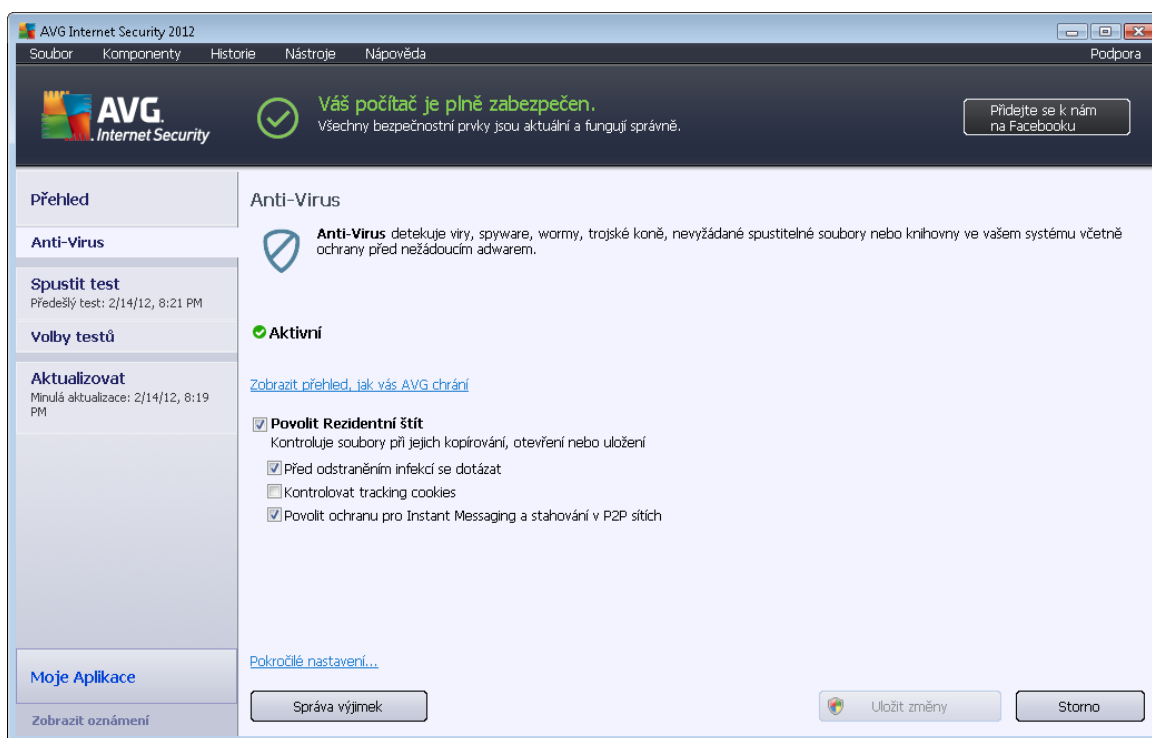 AVG Internet Security 2012
Soubor Komponenty Historie Nástroje Nápověda Podpora
AVG.
Internet Security
Váš počítač je plně zabezpečen.
Všechny bezpečnostní prvky jsou aktuální a fungují správně.
Přidejte se k nám
na Facebooku
Přehled
Anti-Virus
Spustit test
Předešlý test: 2/14/12, 8:21 PM
Volby testů
Aktualizovat
Minulá aktualizace: 2/14/12, 8:19
PM
Moje Aplikace
Zobrazit oznámení
Anti-Virus
Anti-Virus detekuje viry, spyware, wormy, trojské koně, nevyžádané spustitelné soubory nebo knihovny ve vašem systému včetně
ochrany před nežádoucím adwarem.
Aktivní
Zobrazit přehled, jak vás AVG chrání
Povolit Rezidentní štít
Kontroluje soubory při jejich kopírování, otevření nebo uložení
Před odstraněním infekcí se dotázat
Kontrolovat tracking cookies
Povolit ochranu pro Instant Messaging a stahování v P2P sítích
Pokročilé nastavení...
Správa výjimek
Uložit změny
Storno